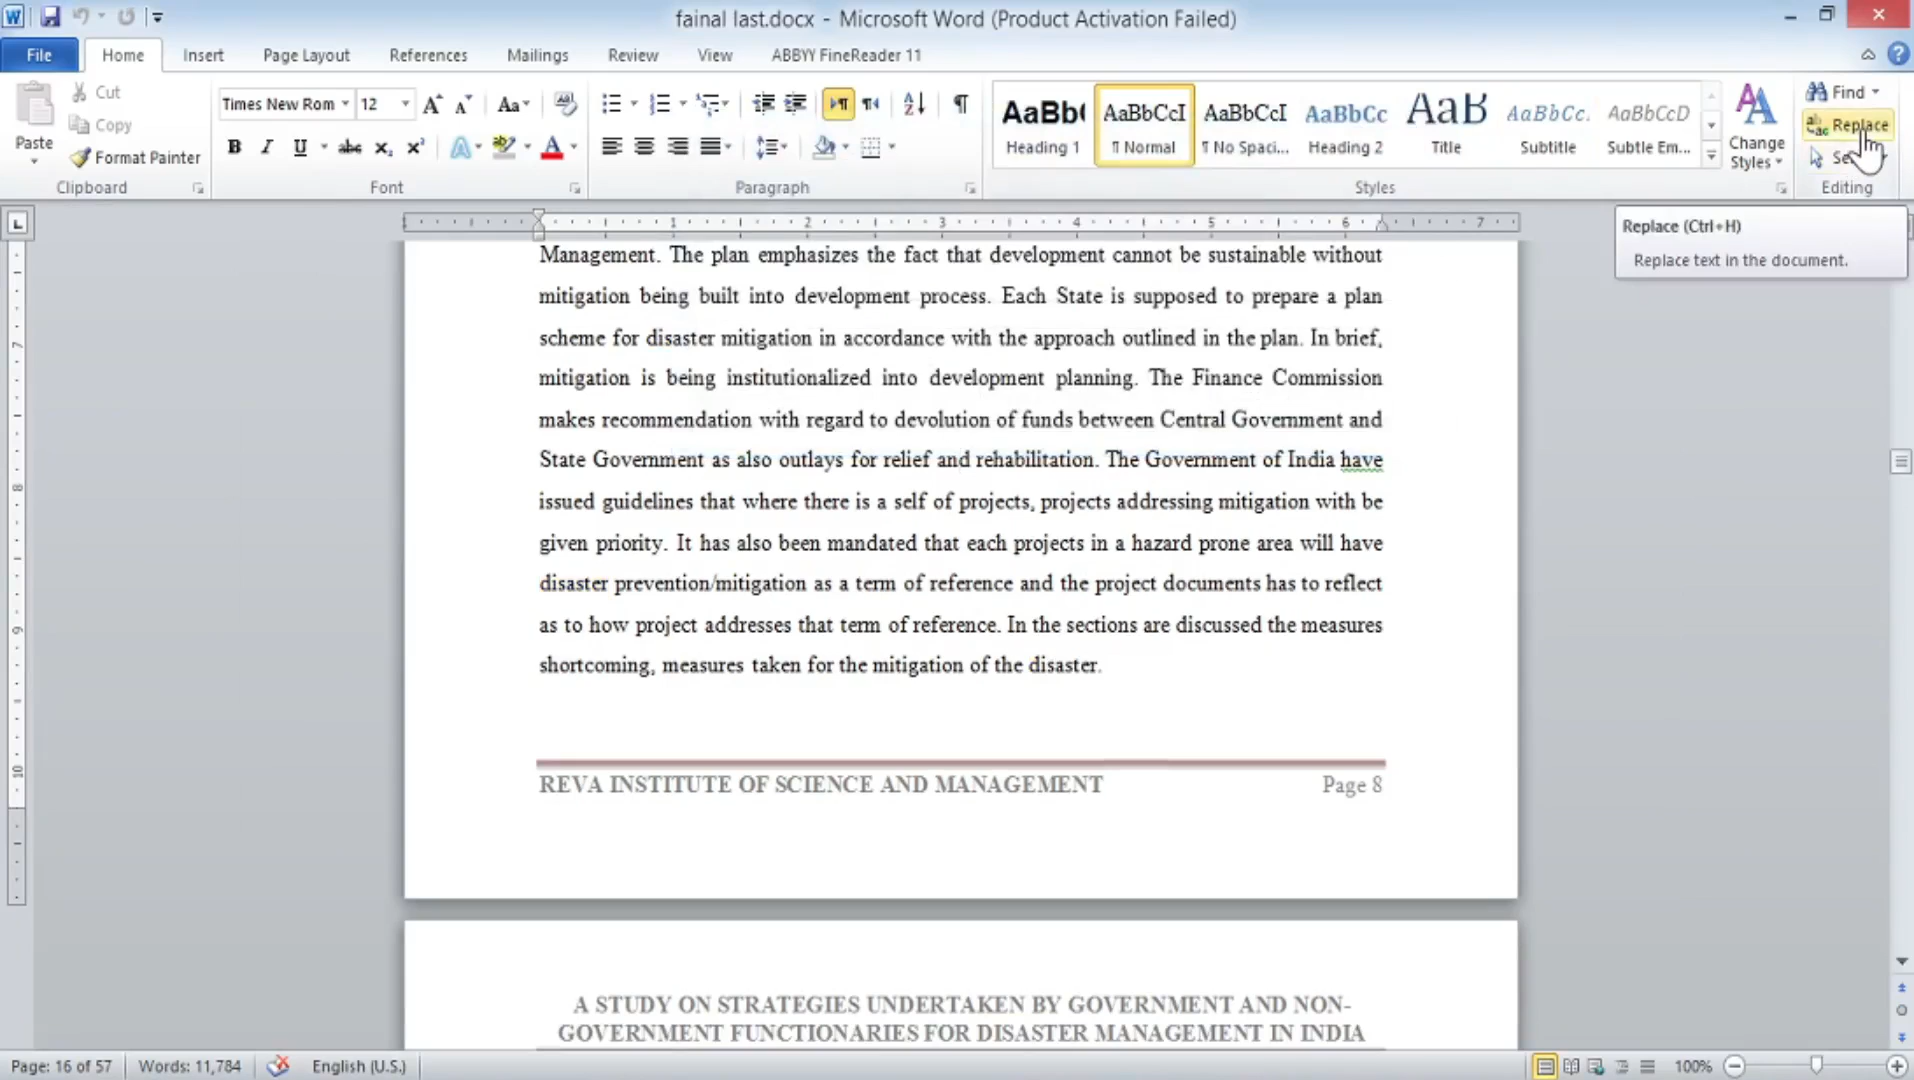 fainal last.docx - Microsoft Word (Product Activation Failed)
File Home Insert Page Layout References Mailings Review View ABBYY FineReader 11
Paste
Cut
Copy
Format Painter
Clipboard
Times New Rom 12
Font
Paragraph
AaBb( AaBbCcI AaBbCcI AaBbCc AaB AaBbCc. AaBbCcD
Heading 1 ¶ Normal ¶ No Spaci... Heading 2 Title Subtitle Subtle Em...
Styles
Change
Styles
Find
Replace
Editing
Replace (Ctrl+H)
Replace text in the document.
1 2 3 4 5 6 7
7
8
9
10
Management. The plan emphasizes the fact that development cannot be sustainable without
mitigation being built into development process. Each State is supposed to prepare a plan
scheme for disaster mitigation in accordance with the approach outlined in the plan. In brief,
mitigation is being institutionalized into development planning. The Finance Commission
makes recommendation with regard to devolution of funds between Central Government and
State Government as also outlays for relief and rehabilitation. The Government of India have
issued guidelines that where there is a self of projects, projects addressing mitigation with be
given priority. It has also been mandated that each projects in a hazard prone area will have
disaster prevention/mitigation as a term of reference and the project documents has to reflect
as to how project addresses that term of reference. In the sections are discussed the measures
shortcoming, measures taken for the mitigation of the disaster.
REVA INSTITUTE OF SCIENCE AND MANAGEMENT Page 8
A STUDY ON STRATEGIES UNDERTAKEN BY GOVERNMENT AND NON-
GOVERNMENT FUNCTIONARIES FOR DISASTER MANAGEMENT IN INDIA
Page: 16 of 57 Words: 11,784 English (U.S.) 100%